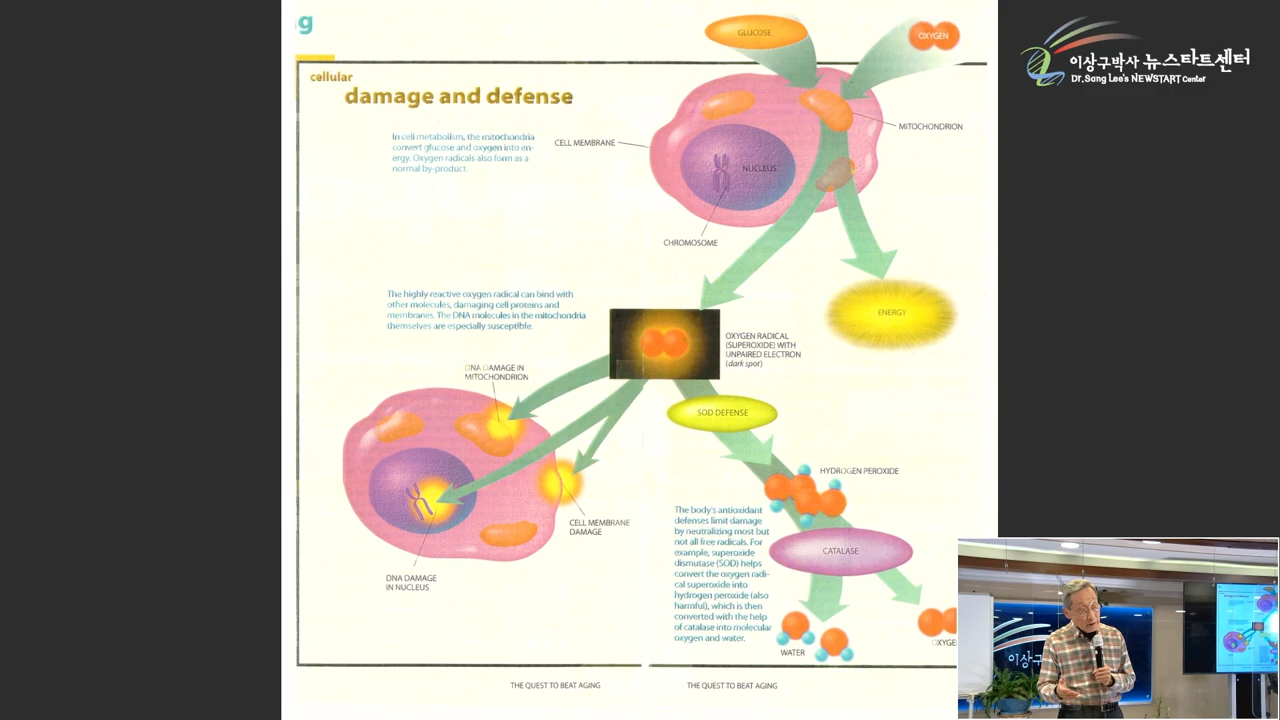 g
GLUCOSE
OXYGEN
이상구박사 뉴스타트센터
Dr. Sang Lee's NEWSTART Center
cellular
damage and defense
In cell metabolism, the mitochondria
convert glucose and oxygen into en-
ergy. Oxygen radicals also form as a
normal by-product.
CELL MEMBRANE
MITOCHONDRION
NUCLEUS
CHROMOSOME
The highly reactive oxygen radical can bind with
other molecules, damaging cell proteins and
membranes. The DNA molecules in the mitochondria
themselves are especially susceptible.
ENERGY
OXYGEN RADICAL
(SUPEROXIDE) WITH
UNPAIRED ELECTRON
(dark spot)
DNA DAMAGE IN
MITOCHONDRION
SOD DEFENSE
HYDROGEN PEROXIDE
CELL MEMBRANE
DAMAGE
The body's antioxidant
defenses limit damage
by neutralizing most but
not all free radicals. For
example, superoxide
dismutase (SOD) helps
convert the oxygen radi-
cal superoxide into
hydrogen peroxide (also
harmful), which is then
converted with the help
of catalase into molecular
oxygen and water.
CATALASE
DNA DAMAGE
IN NUCLEUS
WATER
OXYGE
이상구
THE QUEST TO BEAT AGING
THE QUEST TO BEAT AGING